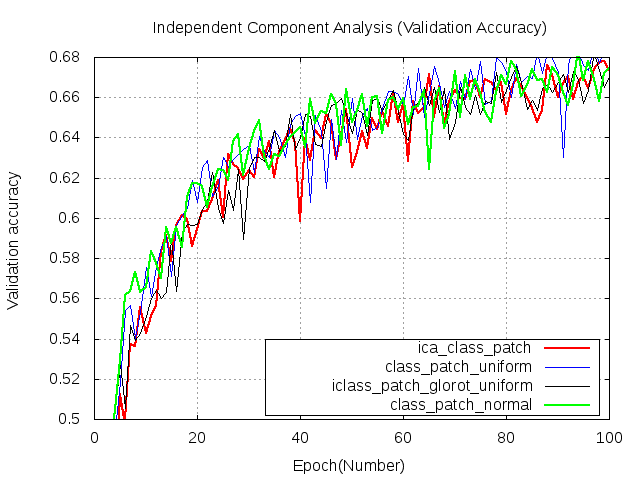 Independent Component Analysis (Validation Accuracy)
0.68
0.66
0.64
0.62
0.6
0.58
0.56
0.54
0.52
0.5
Validation accuracy
ica_class_patch
class_patch_uniform
iclass_patch_glorot_uniform
class_patch_normal
0 20 40 60 80 100
Epoch(Number)